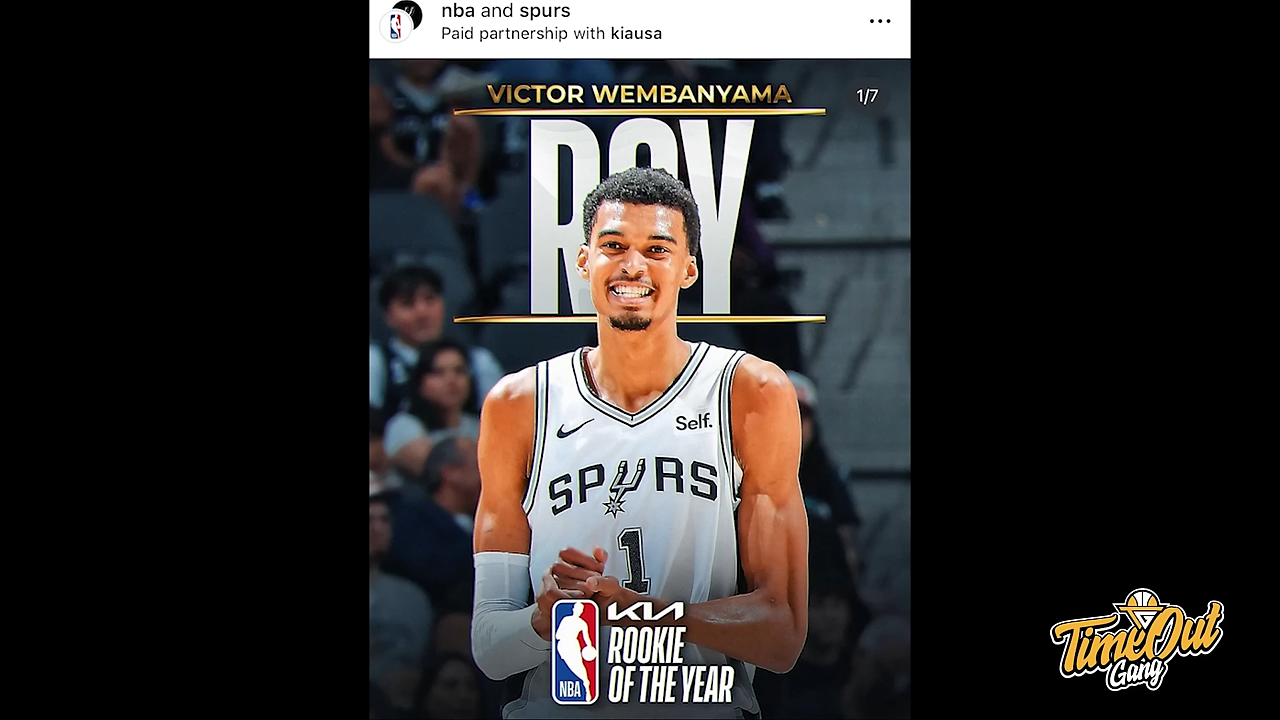 nba and spurs
Paid partnership with kiausa
VICTOR WEMBANYAMA
1/7
ROY
Self.
SPURS
1
KIA
NBA
ROOKIE
OF THE YEAR
TimeOut
Gang